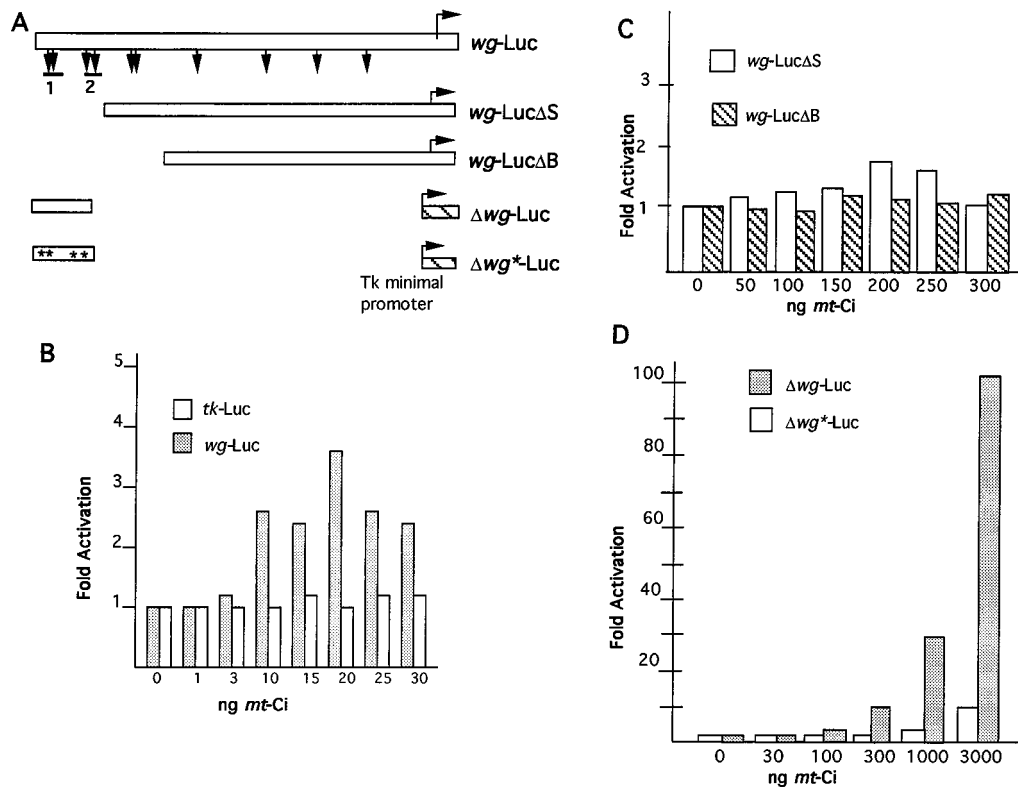 A
wg-Luc
1 2
wg-LucΔS
wg-LucΔB
Δwg-Luc
** **
Δwg*-Luc
Tk minimal
promoter
B
5
4
3
2
1
Fold Activation
tk-Luc
wg-Luc
0 1 3 10 15 20 25 30
ng mt-Ci
C
3
2
1
Fold Activation
wg-LucΔS
wg-LucΔB
0 50 100 150 200 250 300
ng mt-Ci
D
100
80
60
40
20
Fold Activation
Δwg-Luc
Δwg*-Luc
0 30 100 300 1000 3000
ng mt-Ci